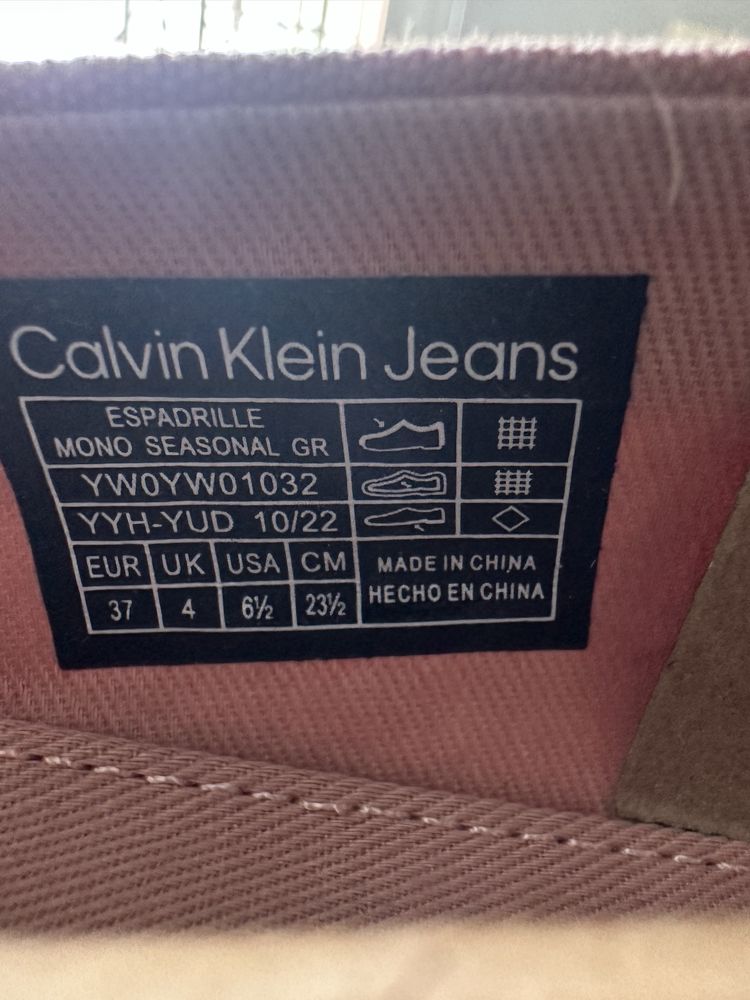 Calvin Klein Jeans
ESPADRILLE
MONO SEASONAL GR
YW0YW01032
YYH-YUD 10/22
EUR UK USA CM
37 4 6½ 23½
MADE IN CHINA
HECHO EN CHINA